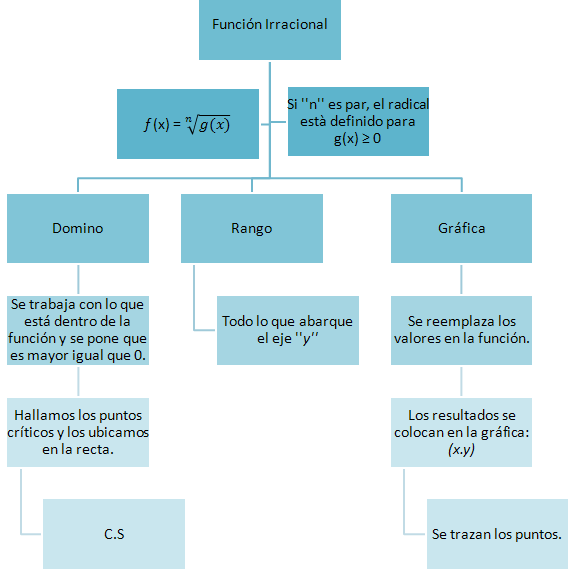 Función Irracional
f (x) = ⁿ√g(x)
Si "n" es par, el radical
està definido para
g(x) ≥ 0
Domino
Rango
Gráfica
Se trabaja con lo que
está dentro de la
función y se pone que
es mayor igual que 0.
Todo lo que abarque
el eje "y"
Se reemplaza los
valores en la función.
Hallamos los puntos
críticos y los ubicamos
en la recta.
Los resultados se
colocan en la gráfica:
(x.y)
C.S
Se trazan los puntos.